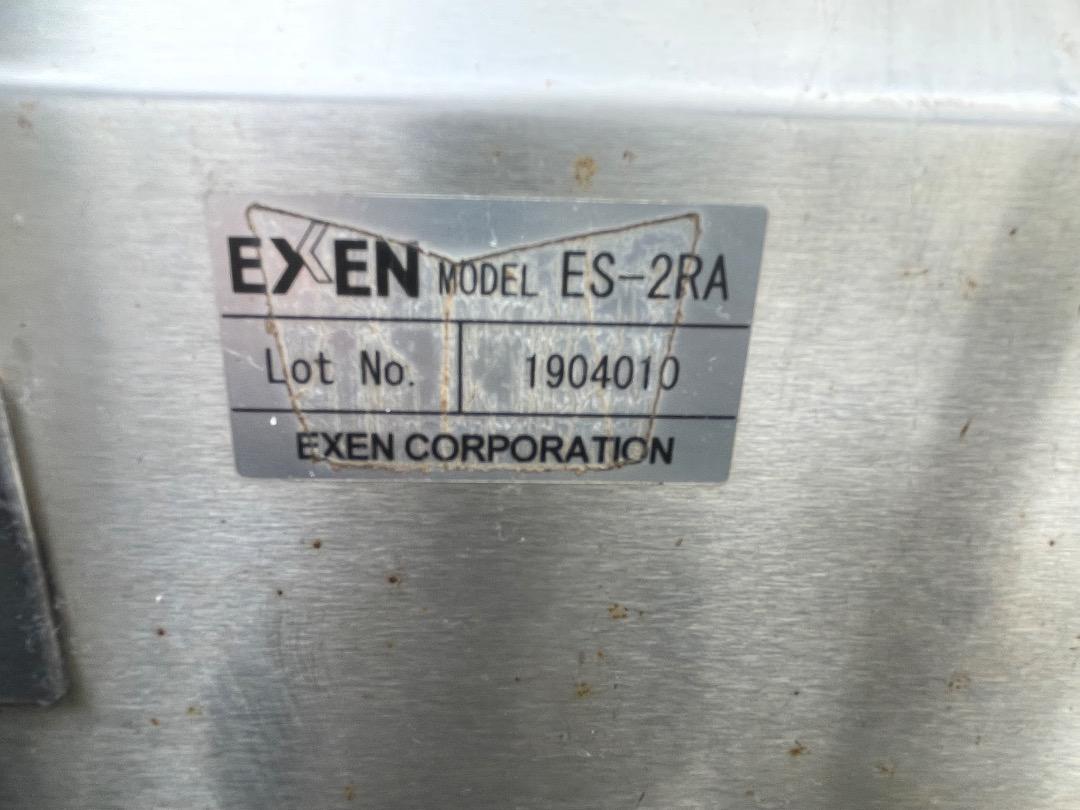 EXEN MODEL ES-2RA
Lot No. 1904010
EXEN CORPORATION